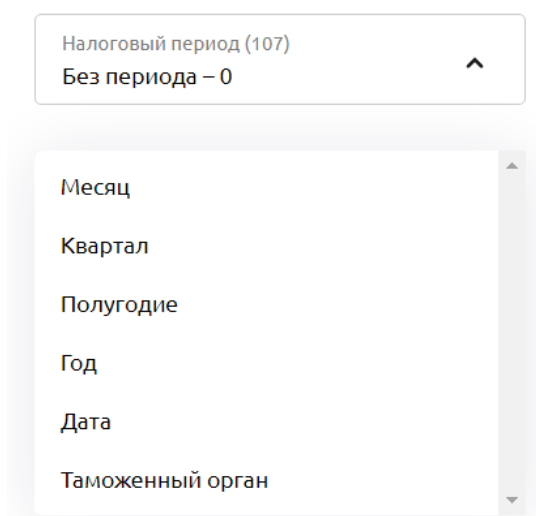 Налоговый период (107)
Без периода – 0
Месяц
Квартал
Полугодие
Год
Дата
Таможенный орган